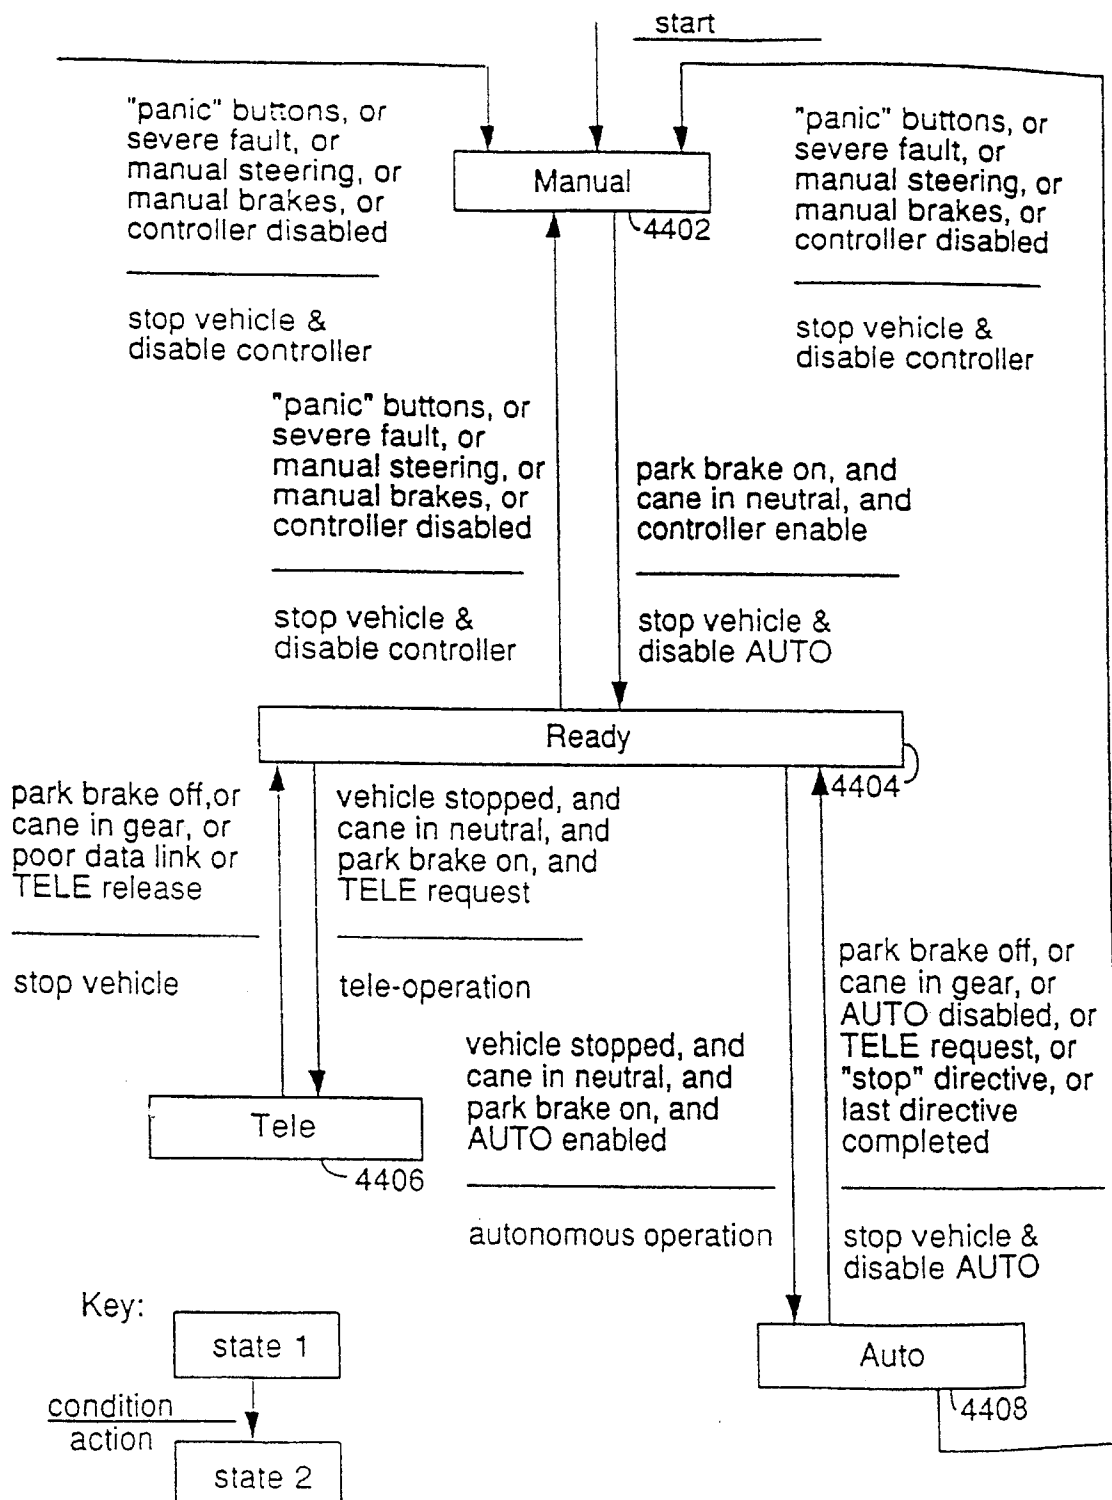 start
"panic" buttons, or
severe fault, or
manual steering, or
manual brakes, or
controller disabled
stop vehicle &
disable controller
Manual
4402
"panic" buttons, or
severe fault, or
manual steering, or
manual brakes, or
controller disabled
stop vehicle &
disable controller
"panic" buttons, or
severe fault, or
manual steering, or
manual brakes, or
controller disabled
stop vehicle &
disable controller
park brake on, and
cane in neutral, and
controller enable
stop vehicle &
disable AUTO
Ready
4404
park brake off,or
cane in gear, or
poor data link or
TELE release
stop vehicle
vehicle stopped, and
cane in neutral, and
park brake on, and
TELE request
tele-operation
Tele
4406
vehicle stopped, and
cane in neutral, and
park brake on, and
AUTO enabled
autonomous operation
park brake off, or
cane in gear, or
AUTO disabled, or
TELE request, or
"stop" directive, or
last directive
completed
stop vehicle &
disable AUTO
Auto
4408
Key:
state 1
condition
action
state 2